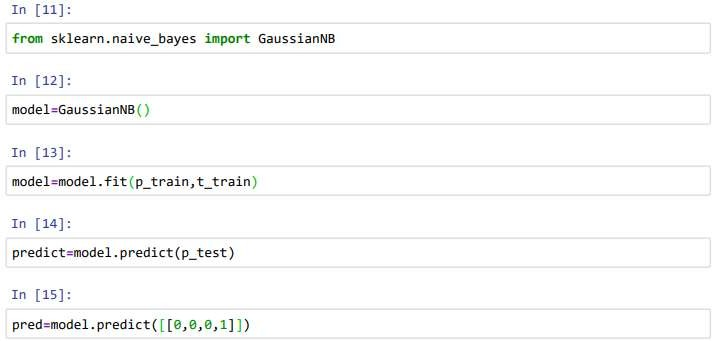 In [11]:
from sklearn.naive_bayes import GaussianNB
In [12]:
model=GaussianNB()
In [13]:
model=model.fit(p_train,t_train)
In [14]:
predict=model.predict(p_test)
In [15]:
pred=model.predict([[0,0,0,1]])